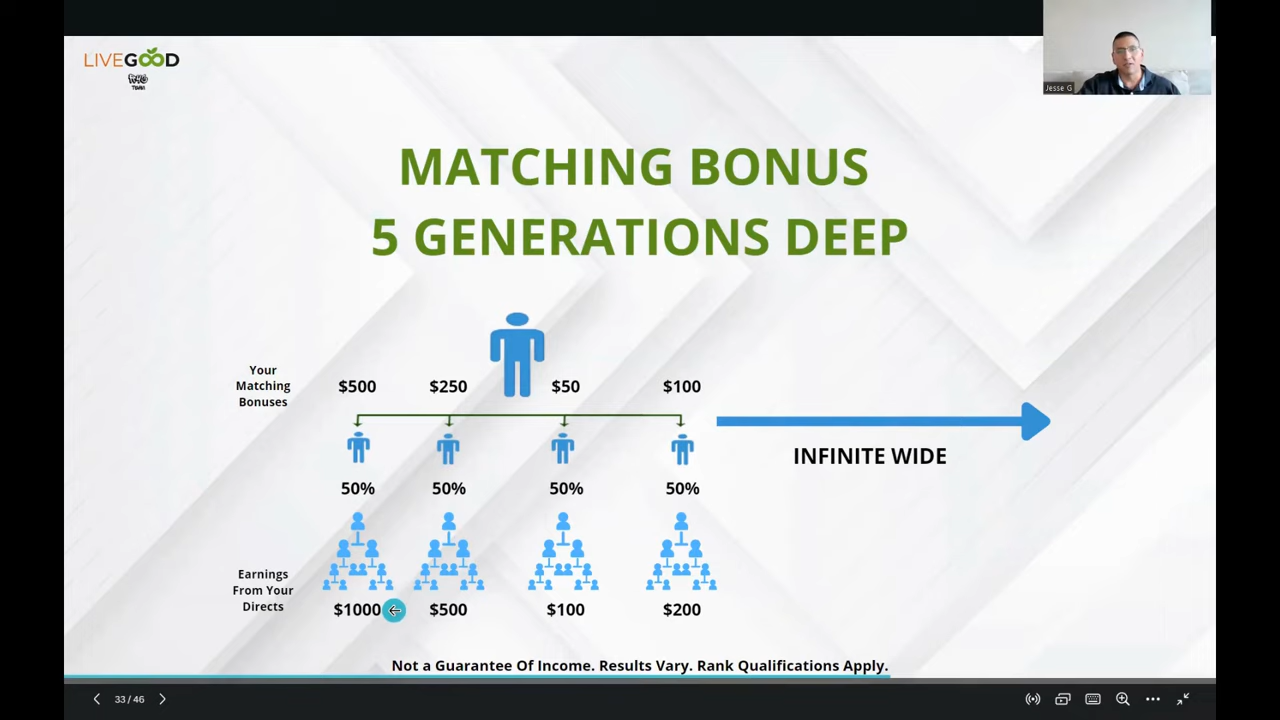 LIVEGOOD
TEAM
Jesse G
MATCHING BONUS
5 GENERATIONS DEEP
Your
Matching
Bonuses
$500 $250 $50 $100
INFINITE WIDE
50% 50% 50% 50%
Earnings
From Your
Directs
$1000 $500 $100 $200
Not a Guarantee Of Income. Results Vary. Rank Qualifications Apply.
33 / 46